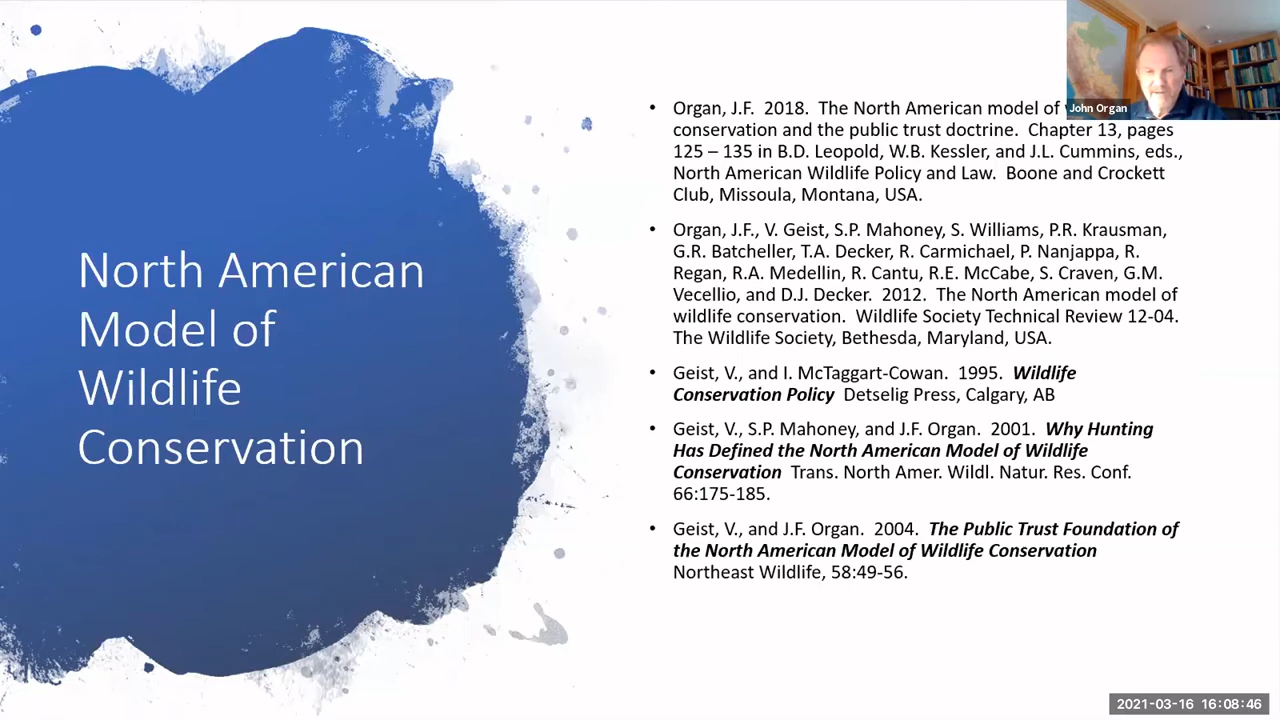 North American
Model of
Wildlife
Conservation
• Organ, J.F. 2018. The North American model of
conservation and the public trust doctrine. Chapter 13, pages
125 – 135 in B.D. Leopold, W.B. Kessler, and J.L. Cummins, eds.,
North American Wildlife Policy and Law. Boone and Crockett
Club, Missoula, Montana, USA.
• Organ, J.F., V. Geist, S.P. Mahoney, S. Williams, P.R. Krausman,
G.R. Batcheller, T.A. Decker, R. Carmichael, P. Nanjappa, R.
Regan, R.A. Medellin, R. Cantu, R.E. McCabe, S. Craven, G.M.
Vecellio, and D.J. Decker. 2012. The North American model of
wildlife conservation. Wildlife Society Technical Review 12-04.
The Wildlife Society, Bethesda, Maryland, USA.
• Geist, V., and I. McTaggart-Cowan. 1995. Wildlife
Conservation Policy Detselig Press, Calgary, AB
• Geist, V., S.P. Mahoney, and J.F. Organ. 2001. Why Hunting
Has Defined the North American Model of Wildlife
Conservation Trans. North Amer. Wildl. Natur. Res. Conf.
66:175-185.
• Geist, V., and J.F. Organ. 2004. The Public Trust Foundation of
the North American Model of Wildlife Conservation
Northeast Wildlife, 58:49-56.
John Organ
2021-03-16 16:08:46